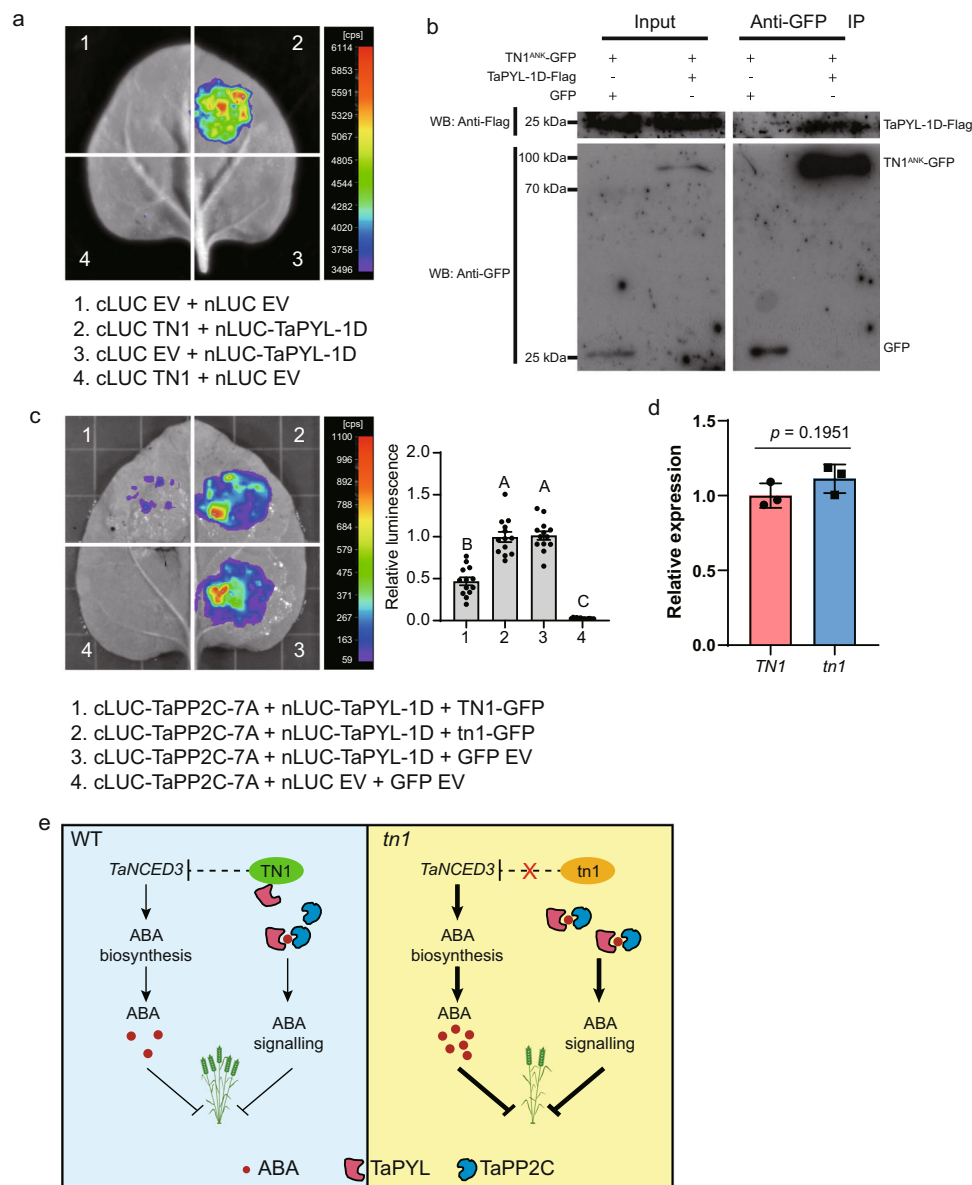 a
1
2
4
3
[cps]
6114
5853
5591
5329
5067
4805
4544
4282
4020
3758
3496
1. cLUC EV + nLUC EV
2. cLUC TN1 + nLUC-TaPYL-1D
3. cLUC EV + nLUC-TaPYL-1D
4. cLUC TN1 + nLUC EV
b
Input Anti-GFP IP
TN1ᴬᴺᴷ-GFP + + + +
TaPYL-1D-Flag - + - +
GFP + - + -
WB: Anti-Flag 25 kDa TaPYL-1D-Flag
100 kDa TN1ᴬᴺᴷ-GFP
70 kDa
WB: Anti-GFP
25 kDa GFP
c
1
2
4
3
[cps]
1100
996
892
784
675
579
471
367
263
163
59
Relative luminescence
2.0
1.5
1.0
0.5
0.0
B A A C
1 2 3 4
1. cLUC-TaPP2C-7A + nLUC-TaPYL-1D + TN1-GFP
2. cLUC-TaPP2C-7A + nLUC-TaPYL-1D + tn1-GFP
3. cLUC-TaPP2C-7A + nLUC-TaPYL-1D + GFP EV
4. cLUC-TaPP2C-7A + nLUC EV + GFP EV
d
Relative expression
1.5
1.0
0.5
0.0
p = 0.1951
TN1 tn1
e
WT
TaNCED3 TN1
ABA
biosynthesis
ABA
ABA
signalling
tn1
TaNCED3 X tn1
ABA
biosynthesis
ABA
ABA
signalling
ABA TaPYL TaPP2C